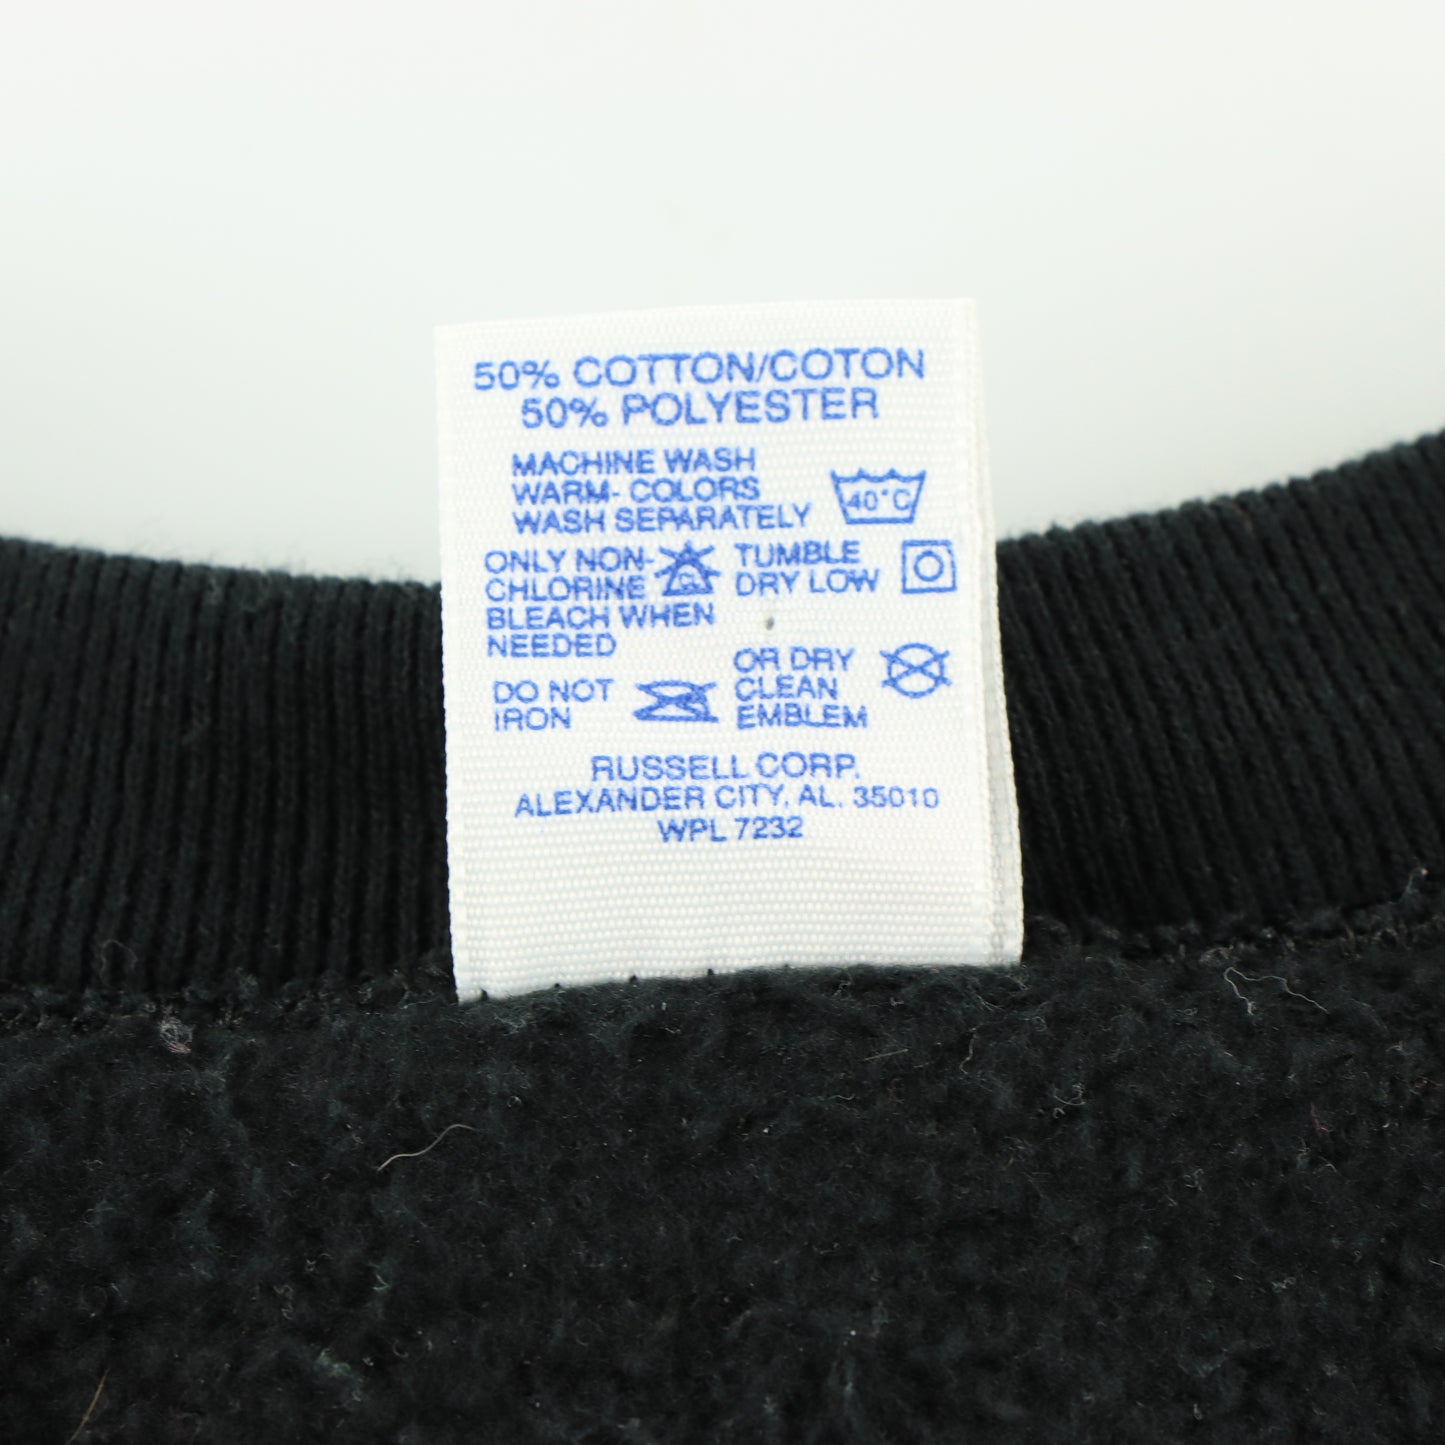 50% COTTON/COTON
50% POLYESTER
MACHINE WASH
WARM- COLORS
WASH SEPARATELY
40°C
ONLY NON-
CHLORINE
BLEACH WHEN
NEEDED
CL
TUMBLE
DRY LOW
DO NOT
IRON
OR DRY
CLEAN
EMBLEM
RUSSELL CORP.
ALEXANDER CITY, AL. 35010
WPL 7232